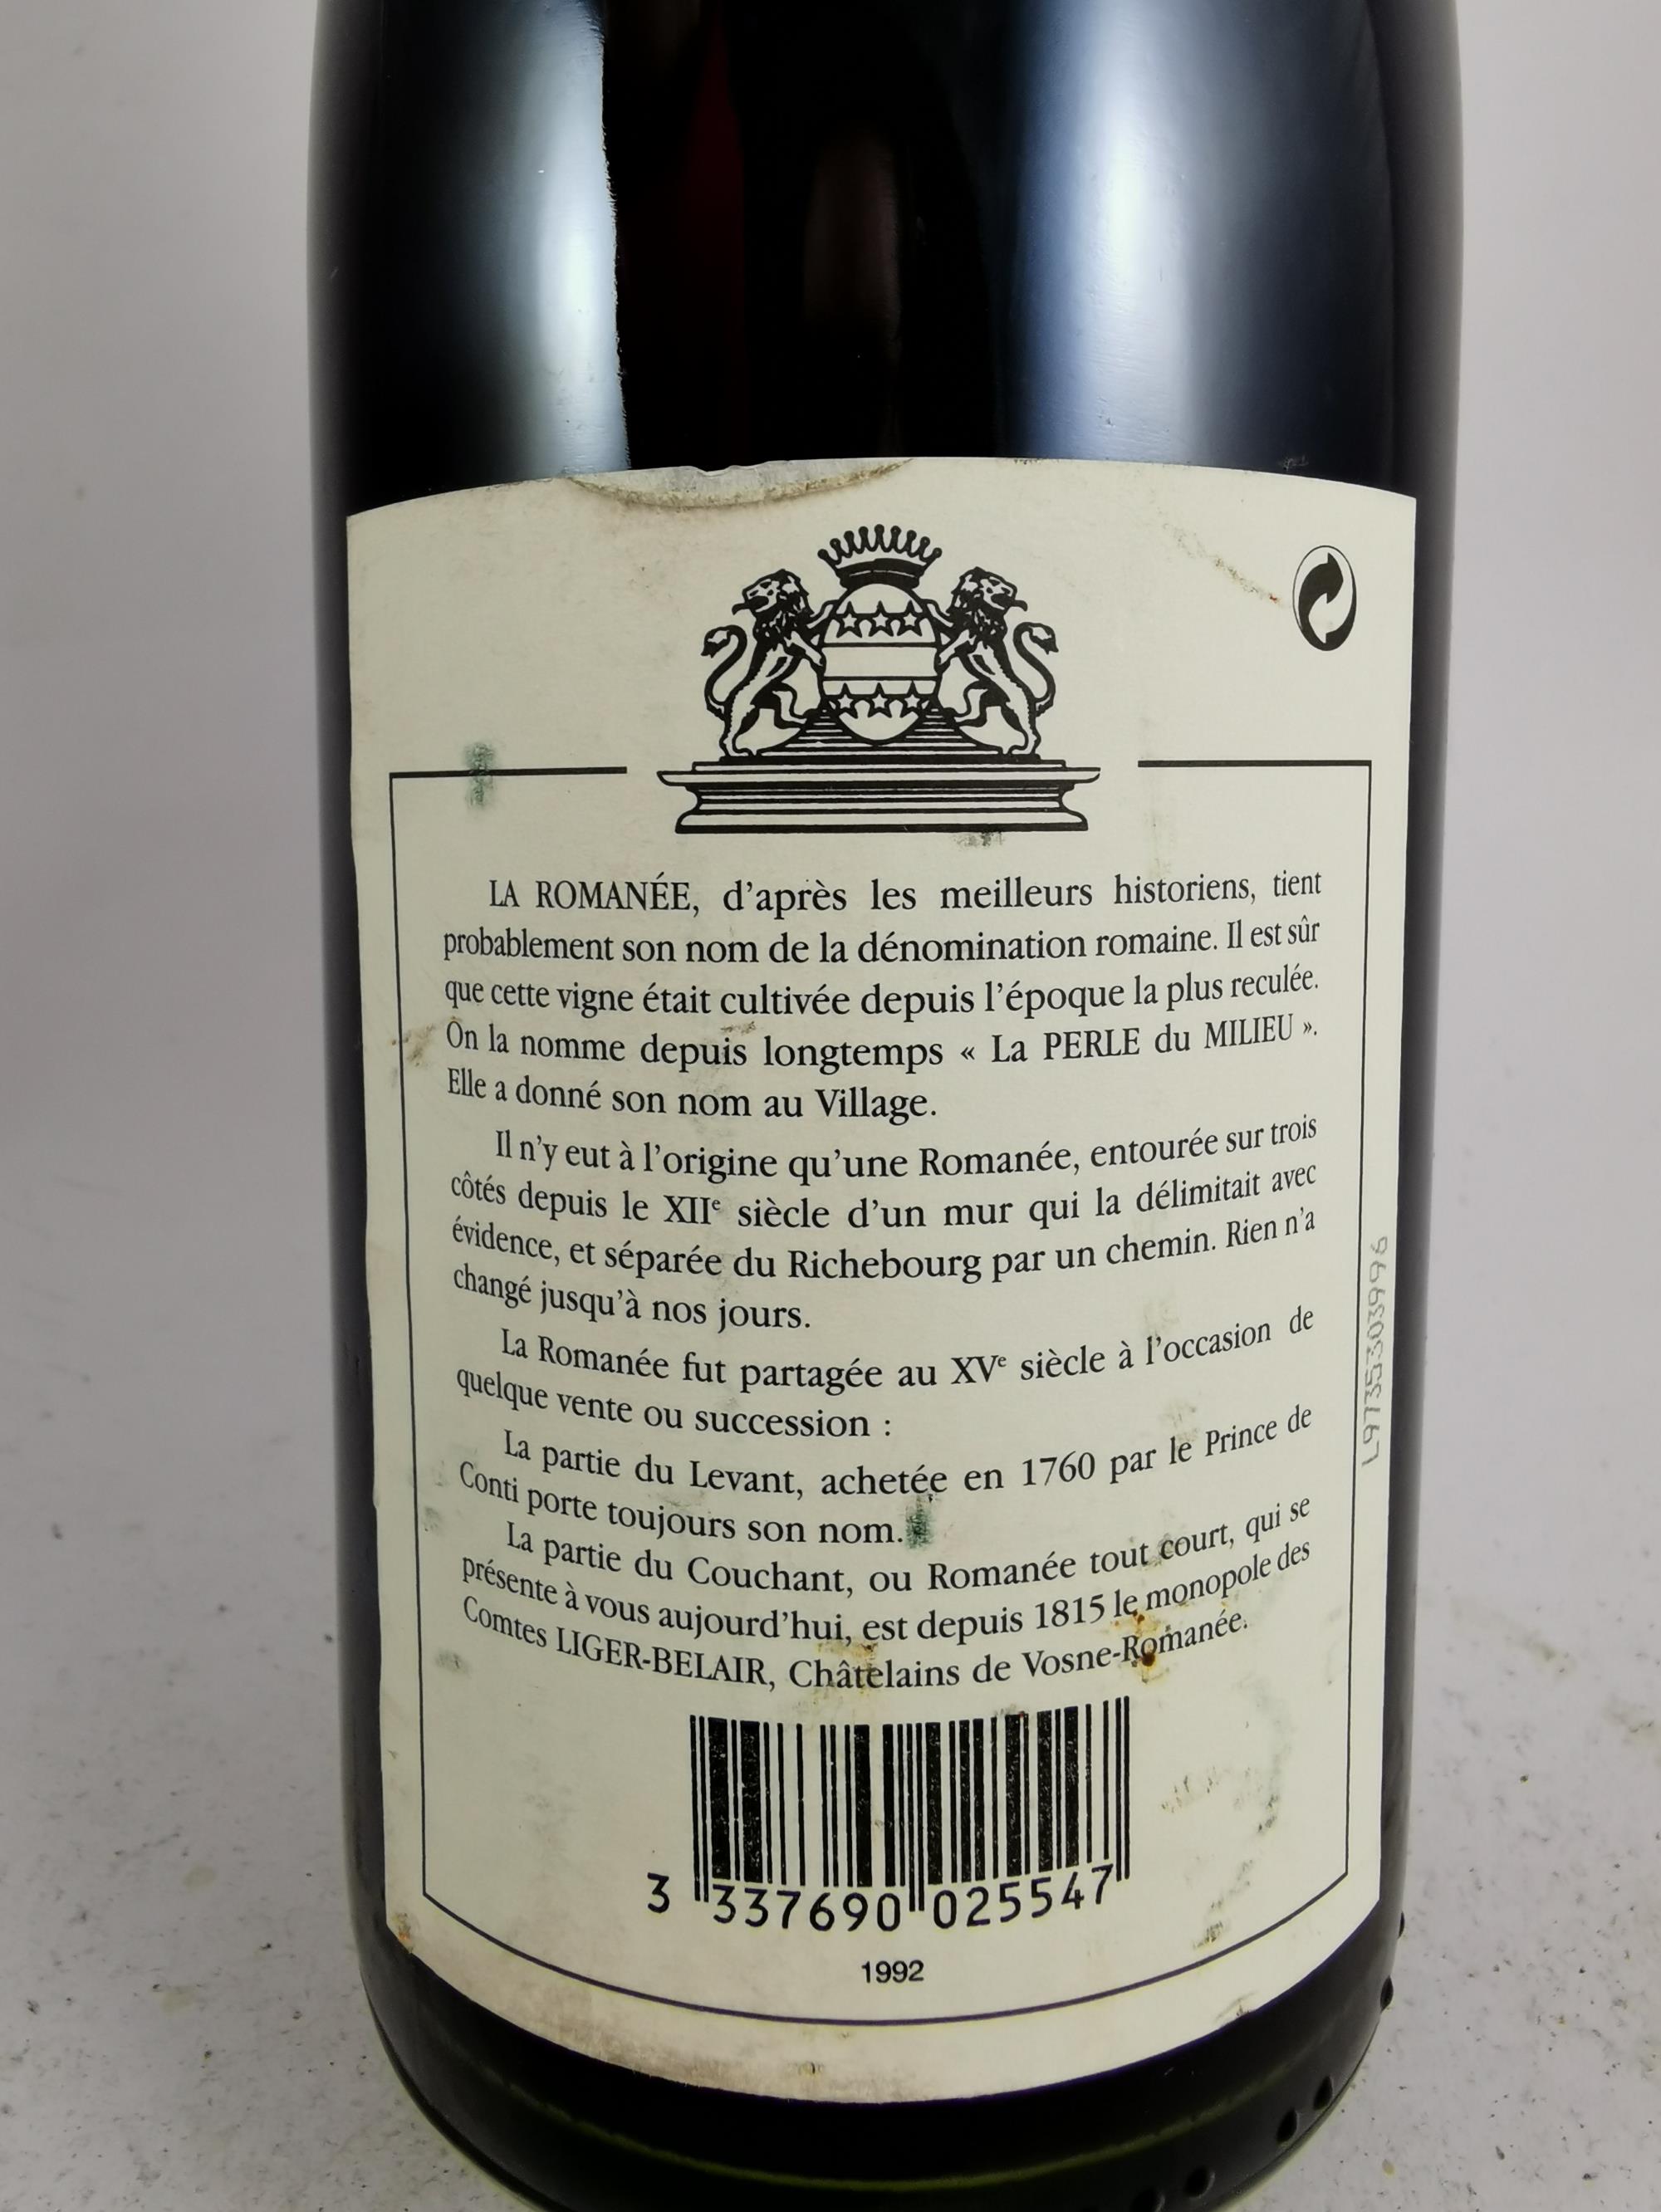 LA ROMANÉE, d'après les meilleurs historiens, tient
probablement son nom de la dénomination romaine. Il est sûr
que cette vigne était cultivée depuis l'époque la plus reculée.
On la nomme depuis longtemps « La PERLE du MILIEU ».
Elle a donné son nom au Village.
Il n'y eut à l'origine qu'une Romanée, entourée sur trois
côtés depuis le XIIe siècle d'un mur qui la délimitait avec
évidence, et séparée du Richebourg par un chemin. Rien n'a
changé jusqu'à nos jours.
La Romanée fut partagée au XVe siècle à l'occasion de
quelque vente ou succession :
La partie du Levant, achetée en 1760 par le Prince de
Conti porte toujours son nom.
La partie du Couchant, ou Romanée tout court, qui se
présente à vous aujourd'hui, est depuis 1815 le monopole des
Comtes LIGER-BELAIR, Châtelains de Vosne-Romanée.
3 337690 025547
1992
L97353039996